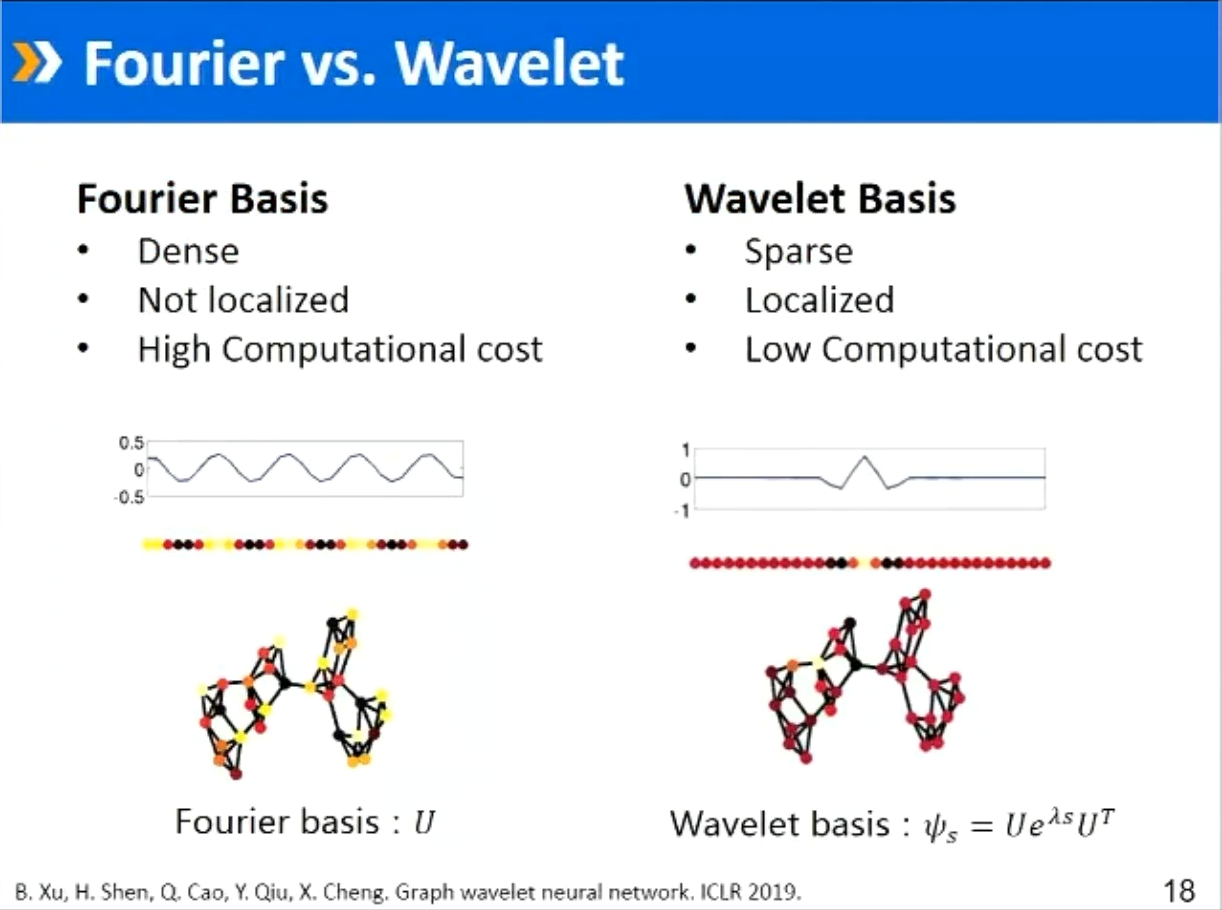 Fourier vs. Wavelet
Fourier Basis
• Dense
• Not localized
• High Computational cost
0.5
0
-0.5
Fourier basis : U
Wavelet Basis
• Sparse
• Localized
• Low Computational cost
1
0
-1
Wavelet basis : ψₛ = Ue^{λs}Uᵀ
B. Xu, H. Shen, Q. Cao, Y. Qiu, X. Cheng. Graph wavelet neural network. ICLR 2019.
18